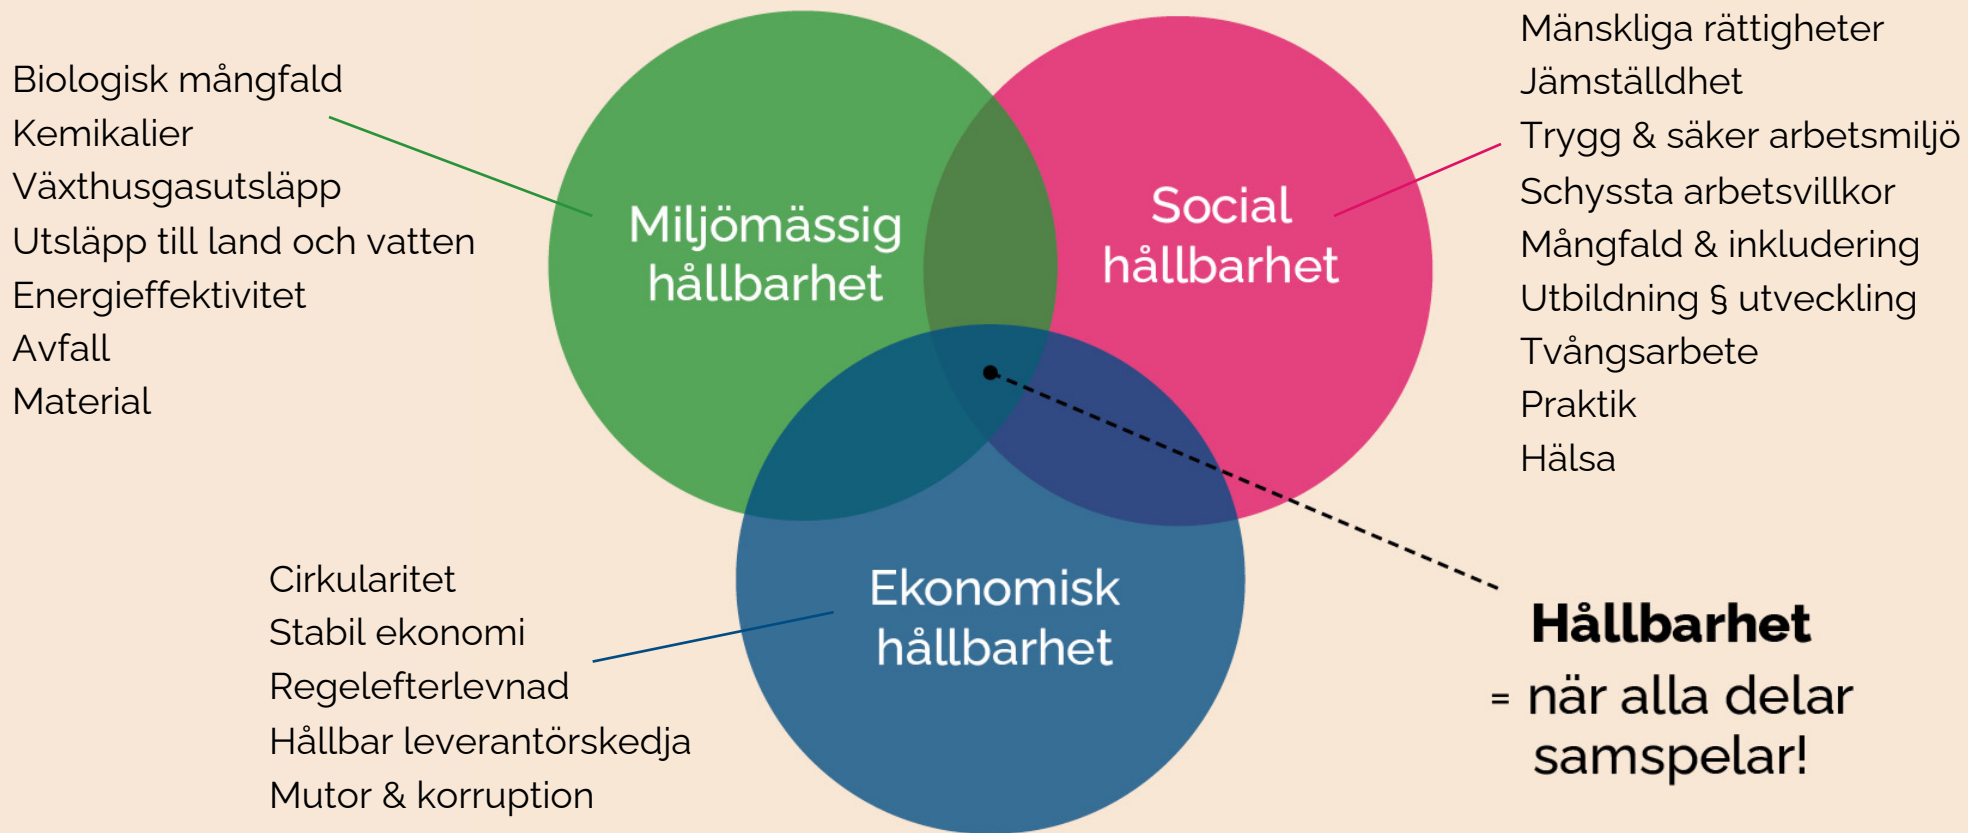 Biologisk mångfald
Kemikalier
Växthusgasutsläpp
Utsläpp till land och vatten
Energieffektivitet
Avfall
Material
Miljömässig
hållbarhet
Social
hållbarhet
Mänskliga rättigheter
Jämställdhet
Trygg & säker arbetsmiljö
Schyssta arbetsvillkor
Mångfald & inkludering
Utbildning § utveckling
Tvångsarbete
Praktik
Hälsa
Cirkularitet
Stabil ekonomi
Regelefterlevnad
Hållbar leverantörskedja
Mutor & korruption
Ekonomisk
hållbarhet
Hållbarhet
= när alla delar
samspelar!